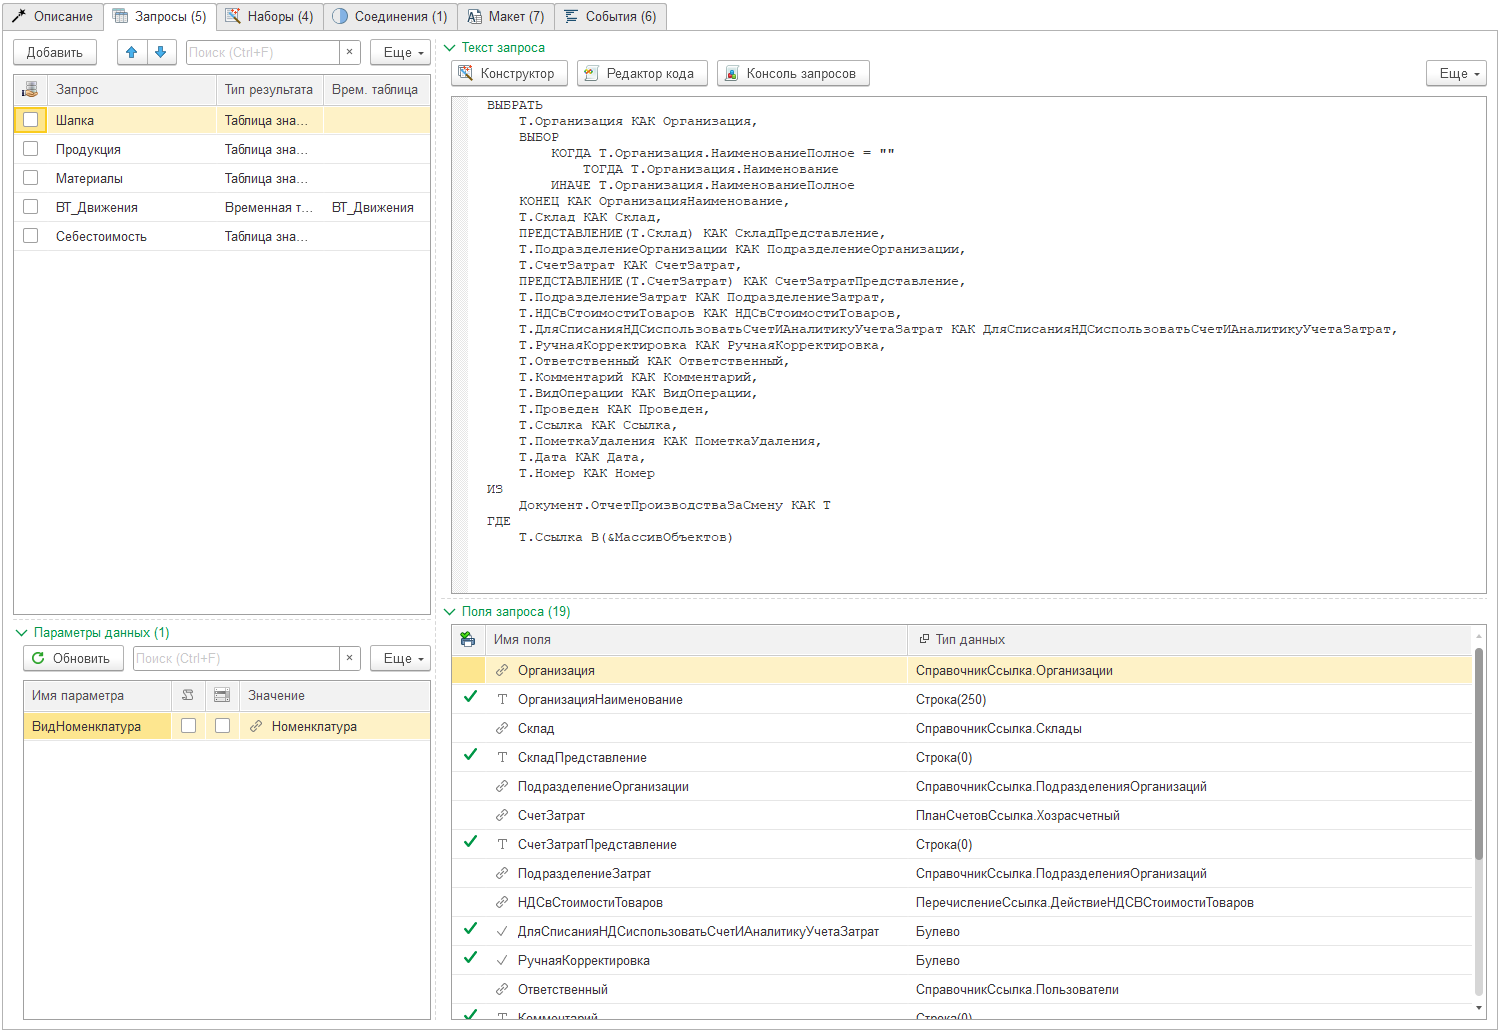 Описание
Запросы (5)
Наборы (4)
Соединения (1)
Макет (7)
События (6)
Добавить
Поиск (Ctrl+F)
×
Еще
Запрос
Тип результата
Врем. таблица
Шапка
Таблица зна...
Продукция
Таблица зна...
Материалы
Таблица зна...
ВТ_Движения
Временная т...
ВТ_Движения
Себестоимость
Таблица зна...
Параметры данных (1)
Обновить
Поиск (Ctrl+F)
×
Еще
Имя параметра
Значение
ВидНоменклатура
Номенклатура
Текст запроса
Конструктор
Редактор кода
Консоль запросов
Еще
ВЫБРАТЬ
Т.Организация КАК Организация,
ВЫБОР
КОГДА Т.Организация.НаименованиеПолное = ""
ТОГДА Т.Организация.Наименование
ИНАЧЕ Т.Организация.НаименованиеПолное
КОНЕЦ КАК ОрганизацияНаименование,
Т.Склад КАК Склад,
ПРЕДСТАВЛЕНИЕ(Т.Склад) КАК СкладПредставление,
Т.ПодразделениеОрганизации КАК ПодразделениеОрганизации,
Т.СчетЗатрат КАК СчетЗатрат,
ПРЕДСТАВЛЕНИЕ(Т.СчетЗатрат) КАК СчетЗатратПредставление,
Т.ПодразделениеЗатрат КАК ПодразделениеЗатрат,
Т.НДСвСтоимостиТоваров КАК НДСвСтоимостиТоваров,
Т.ДляСписанияНДСиспользоватьСчетИАналитикуУчетаЗатрат КАК ДляСписанияНДСиспользоватьСчетИАналитикуУчетаЗатрат,
Т.РучнаяКорректировка КАК РучнаяКорректировка,
Т.Ответственный КАК Ответственный,
Т.Комментарий КАК Комментарий,
Т.ВидОперации КАК ВидОперации,
Т.Проведен КАК Проведен,
Т.Ссылка КАК Ссылка,
Т.ПометкаУдаления КАК ПометкаУдаления,
Т.Дата КАК Дата,
Т.Номер КАК Номер
ИЗ
Документ.ОтчетПроизводстваЗаСмену КАК Т
ГДЕ
Т.Ссылка В(&МассивОбъектов)
Поля запроса (19)
Имя поля
Тип данных
Организация
СправочникСсылка.Организации
ОрганизацияНаименование
Строка(250)
Склад
СправочникСсылка.Склады
СкладПредставление
Строка(0)
ПодразделениеОрганизации
СправочникСсылка.ПодразделенияОрганизаций
СчетЗатрат
ПланСчетовСсылка.Хозрасчетный
СчетЗатратПредставление
Строка(0)
ПодразделениеЗатрат
СправочникСсылка.ПодразделенияОрганизаций
НДСвСтоимостиТоваров
ПеречислениеСсылка.ДействиеНДСВСтоимостиТоваров
ДляСписанияНДСиспользоватьСчетИАналитикуУчетаЗатрат
Булево
РучнаяКорректировка
Булево
Ответственный
СправочникСсылка.Пользователи
Комментарий
Строка(0)